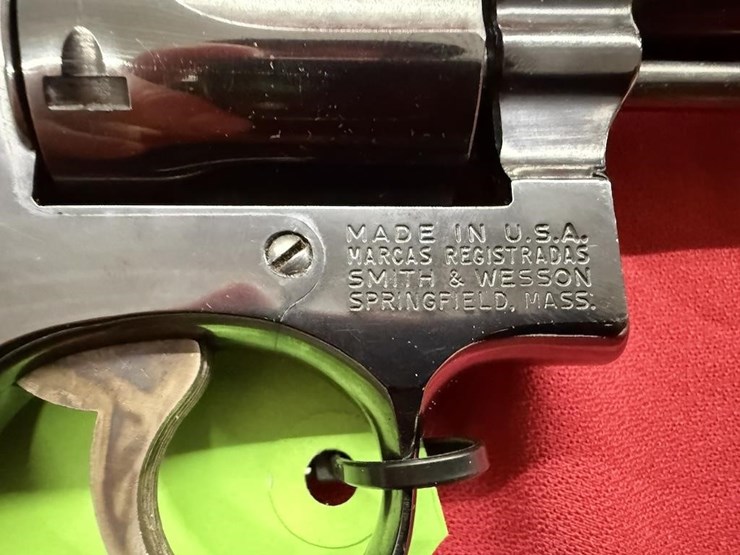 MADE IN U.S.A.
MARCAS REGISTRADAS
SMITH & WESSON
SPRINGFIELD, MASS.